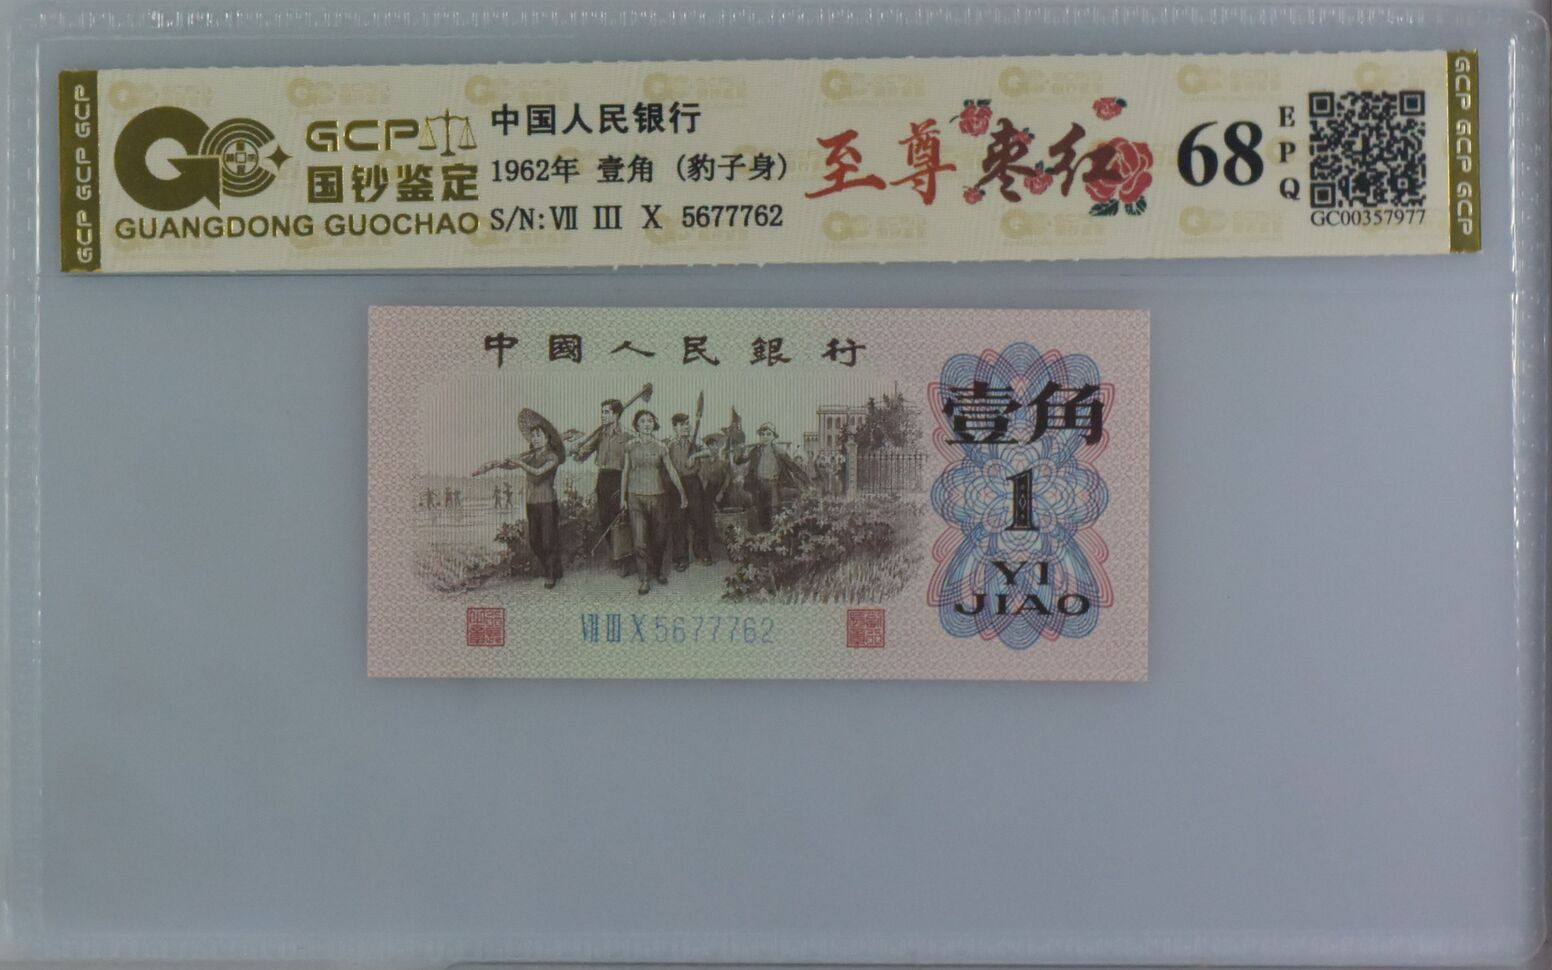 GCP GCP GCP
GCP
国钞鉴定
GUANGDONG GUOCHAO
中国人民银行
1962年 壹角 (豹子身)
S/N: Ⅶ Ⅲ Ⅹ 5677762
至尊枣红
68
EPQ
GC00357977
GCP GCP GCP
中國人民銀行
壹角
1
YI
JIAO
Ⅶ Ⅲ Ⅹ 5677762